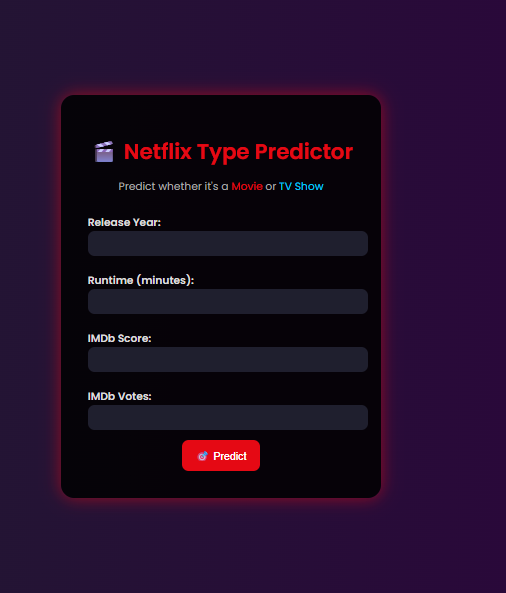 🎬 Netflix Type Predictor
Predict whether it's a Movie or TV Show
Release Year:
Runtime (minutes):
IMDb Score:
IMDb Votes:
🎯 Predict